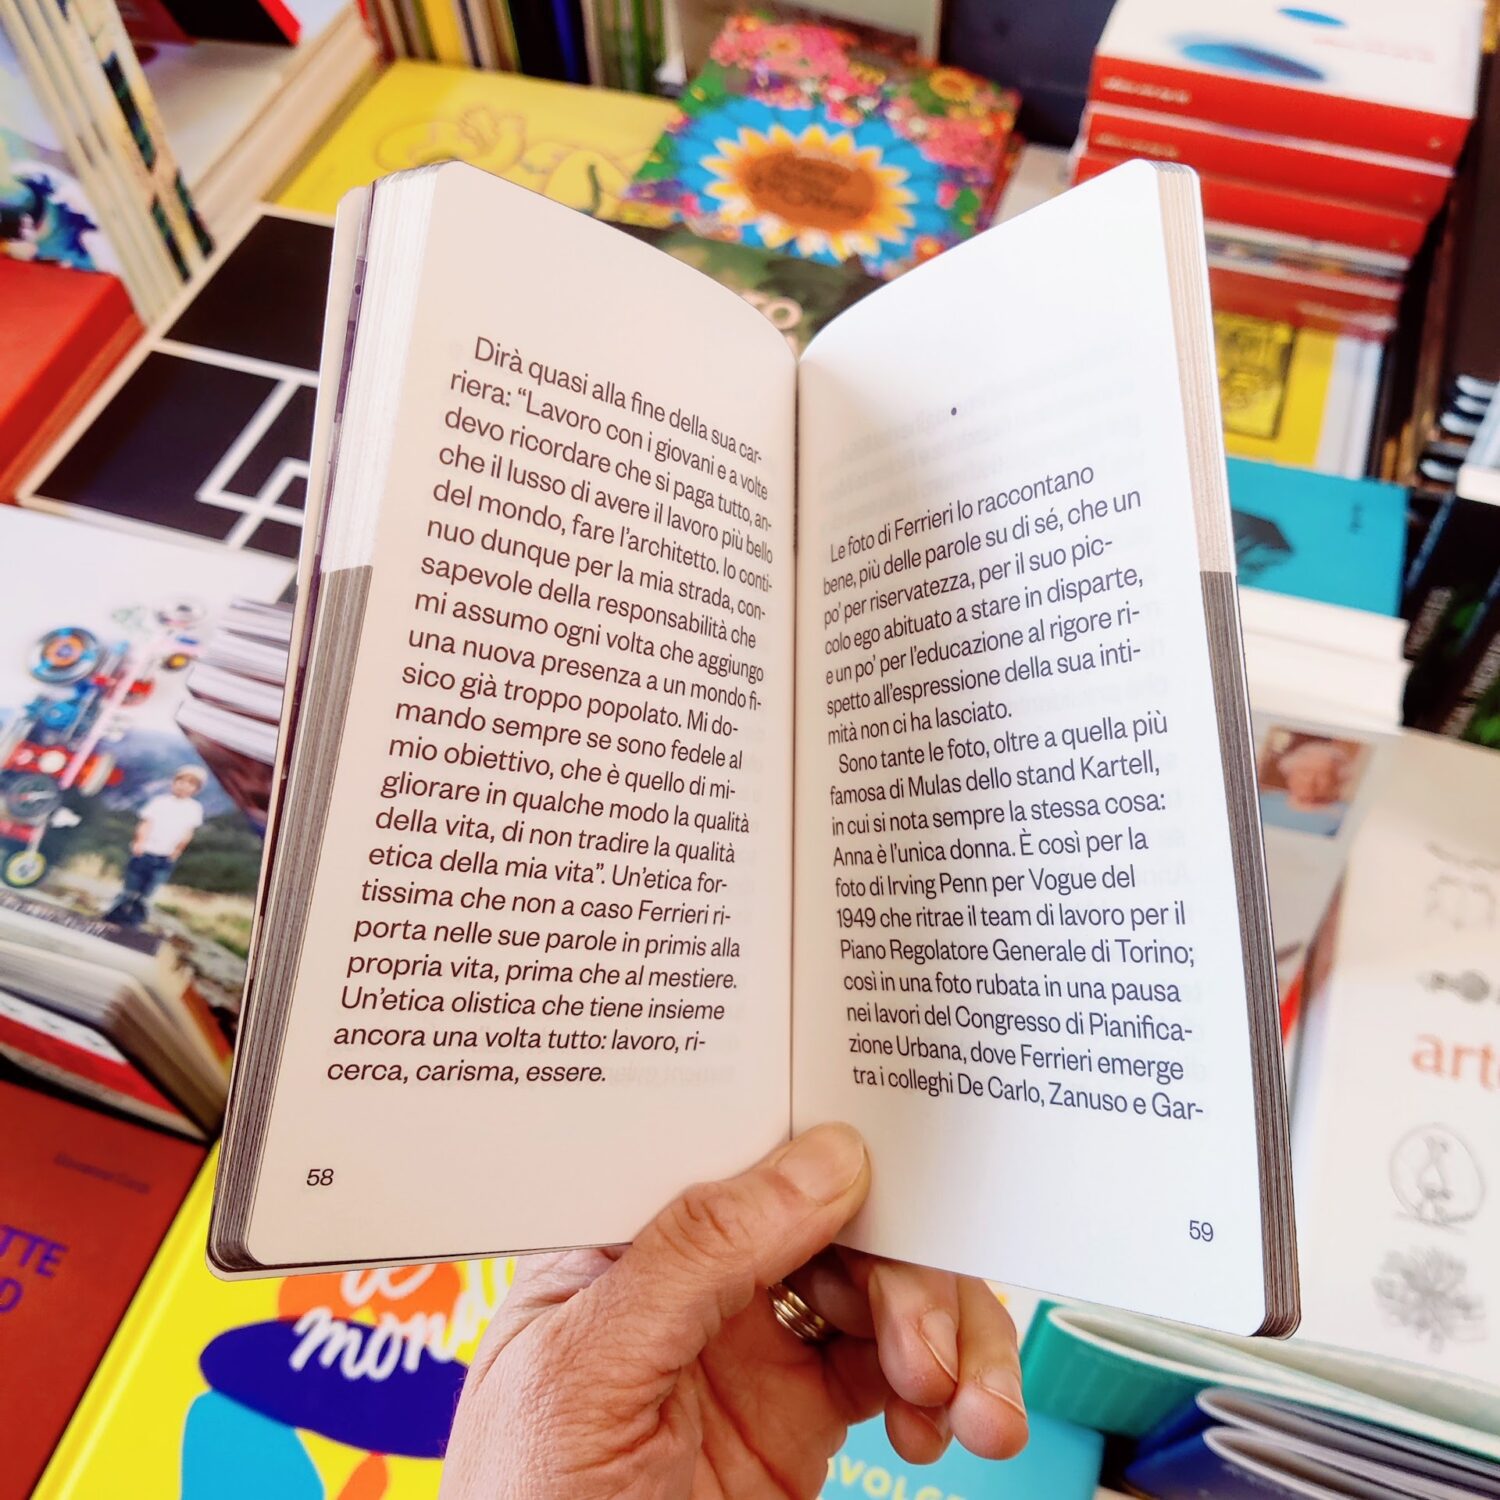 Dirà quasi alla fine della sua car-
riera: “Lavoro con i giovani e a volte
devo ricordare che si paga tutto, an-
che il lusso di avere il lavoro più bello
del mondo, fare l’architetto. Io conti-
nuo dunque per la mia strada, con-
sapevole della responsabilità che
mi assumo ogni volta che aggiungo
una nuova presenza a un mondo fi-
sico già troppo popolato. Mi do-
mando sempre se sono fedele al
mio obiettivo, che è quello di mi-
gliorare in qualche modo la qualità
della vita, di non tradire la qualità
etica della mia vita”. Un’etica for-
tissima che non a caso Ferrieri ri-
porta nelle sue parole in primis alla
propria vita, prima che al mestiere.
Un’etica olistica che tiene insieme
ancora una volta tutto: lavoro, ri-
cerca, carisma, essere.
58
•
Le foto di Ferrieri lo raccontano
bene, più delle parole su di sé, che un
po’ per riservatezza, per il suo pic-
colo ego abituato a stare in disparte,
e un po’ per l’educazione al rigore ri-
spetto all’espressione della sua inti-
mità non ci ha lasciato.
Sono tante le foto, oltre a quella più
famosa di Mulas dello stand Kartell,
in cui si nota sempre la stessa cosa:
Anna è l’unica donna. È così per la
foto di Irving Penn per Vogue del
1949 che ritrae il team di lavoro per il
Piano Regolatore Generale di Torino;
così in una foto rubata in una pausa
nei lavori del Congresso di Pianifica-
zione Urbana, dove Ferrieri emerge
tra i colleghi De Carlo, Zanuso e Gar-
59